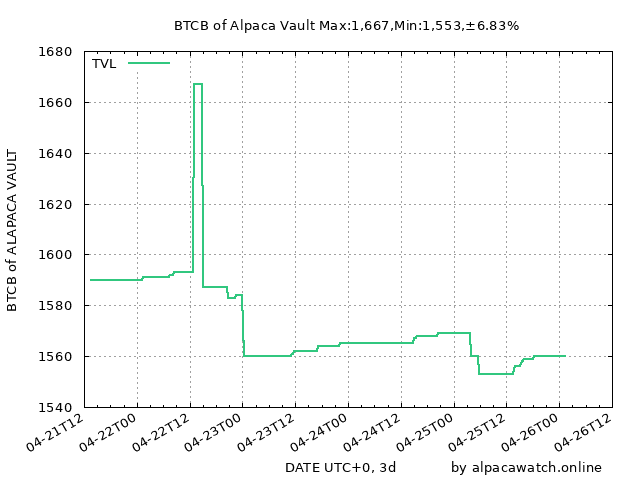 BTCB of Alpaca Vault Max:1,667,Min:1,553,±6.83%
TVL
1680
1660
1640
1620
1600
1580
1560
1540
BTCB of ALAPACA VAULT
04-21T12
04-22T00
04-22T12
04-23T00
04-23T12
04-24T00
04-24T12
04-25T00
04-25T12
04-26T00
04-26T12
DATE UTC+0, 3d
by alpacawatch.online